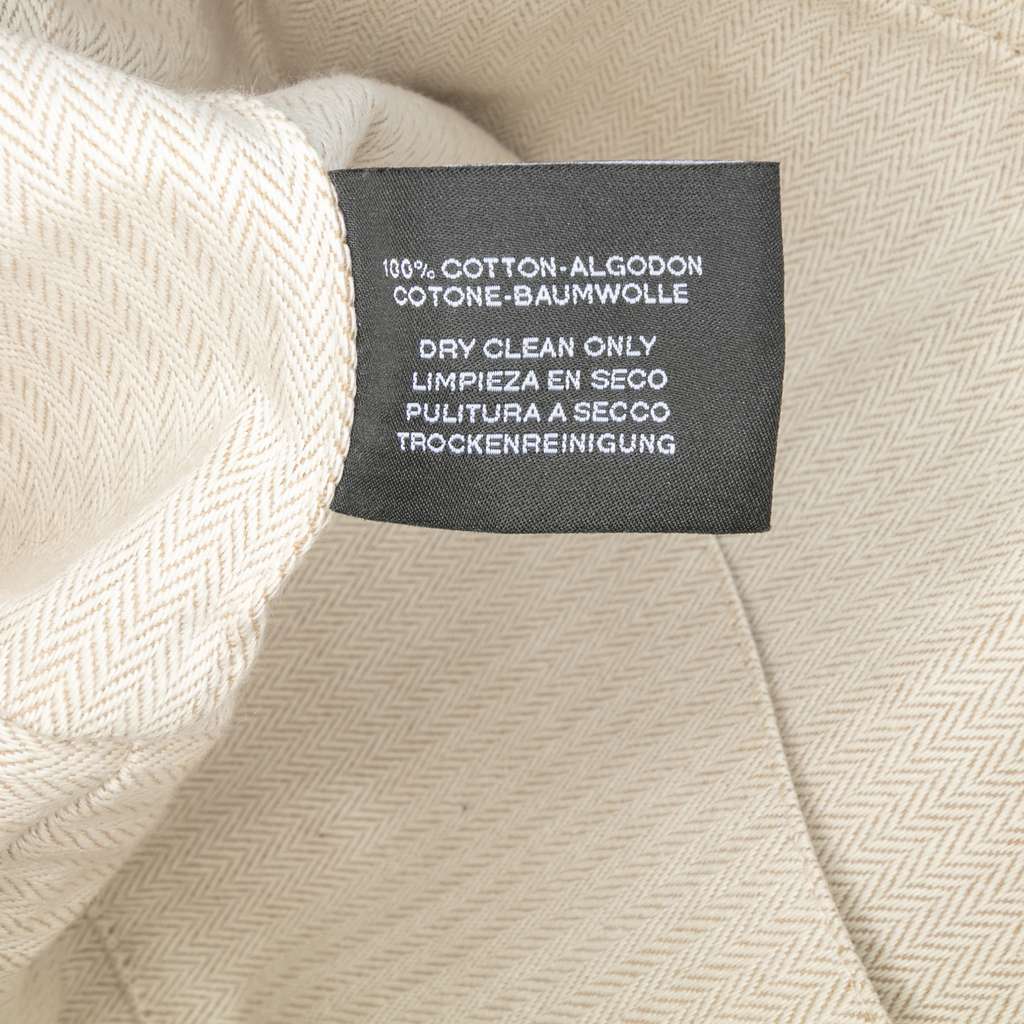 100% COTTON-ALGODON
COTONE-BAUMWOLLE
DRY CLEAN ONLY
LIMPIEZA EN SECO
PULITURA A SECCO
TROCKENREINIGUNG